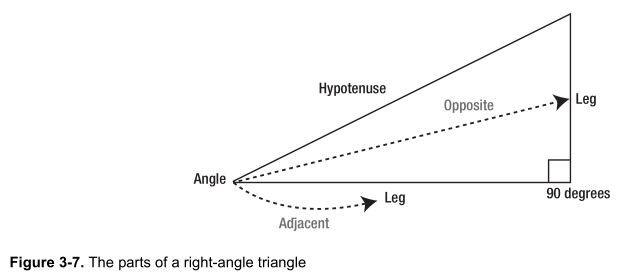 Hypotenuse
Opposite
Leg
Angle
90 degrees
Leg
Adjacent
Figure 3-7. The parts of a right-angle triangle